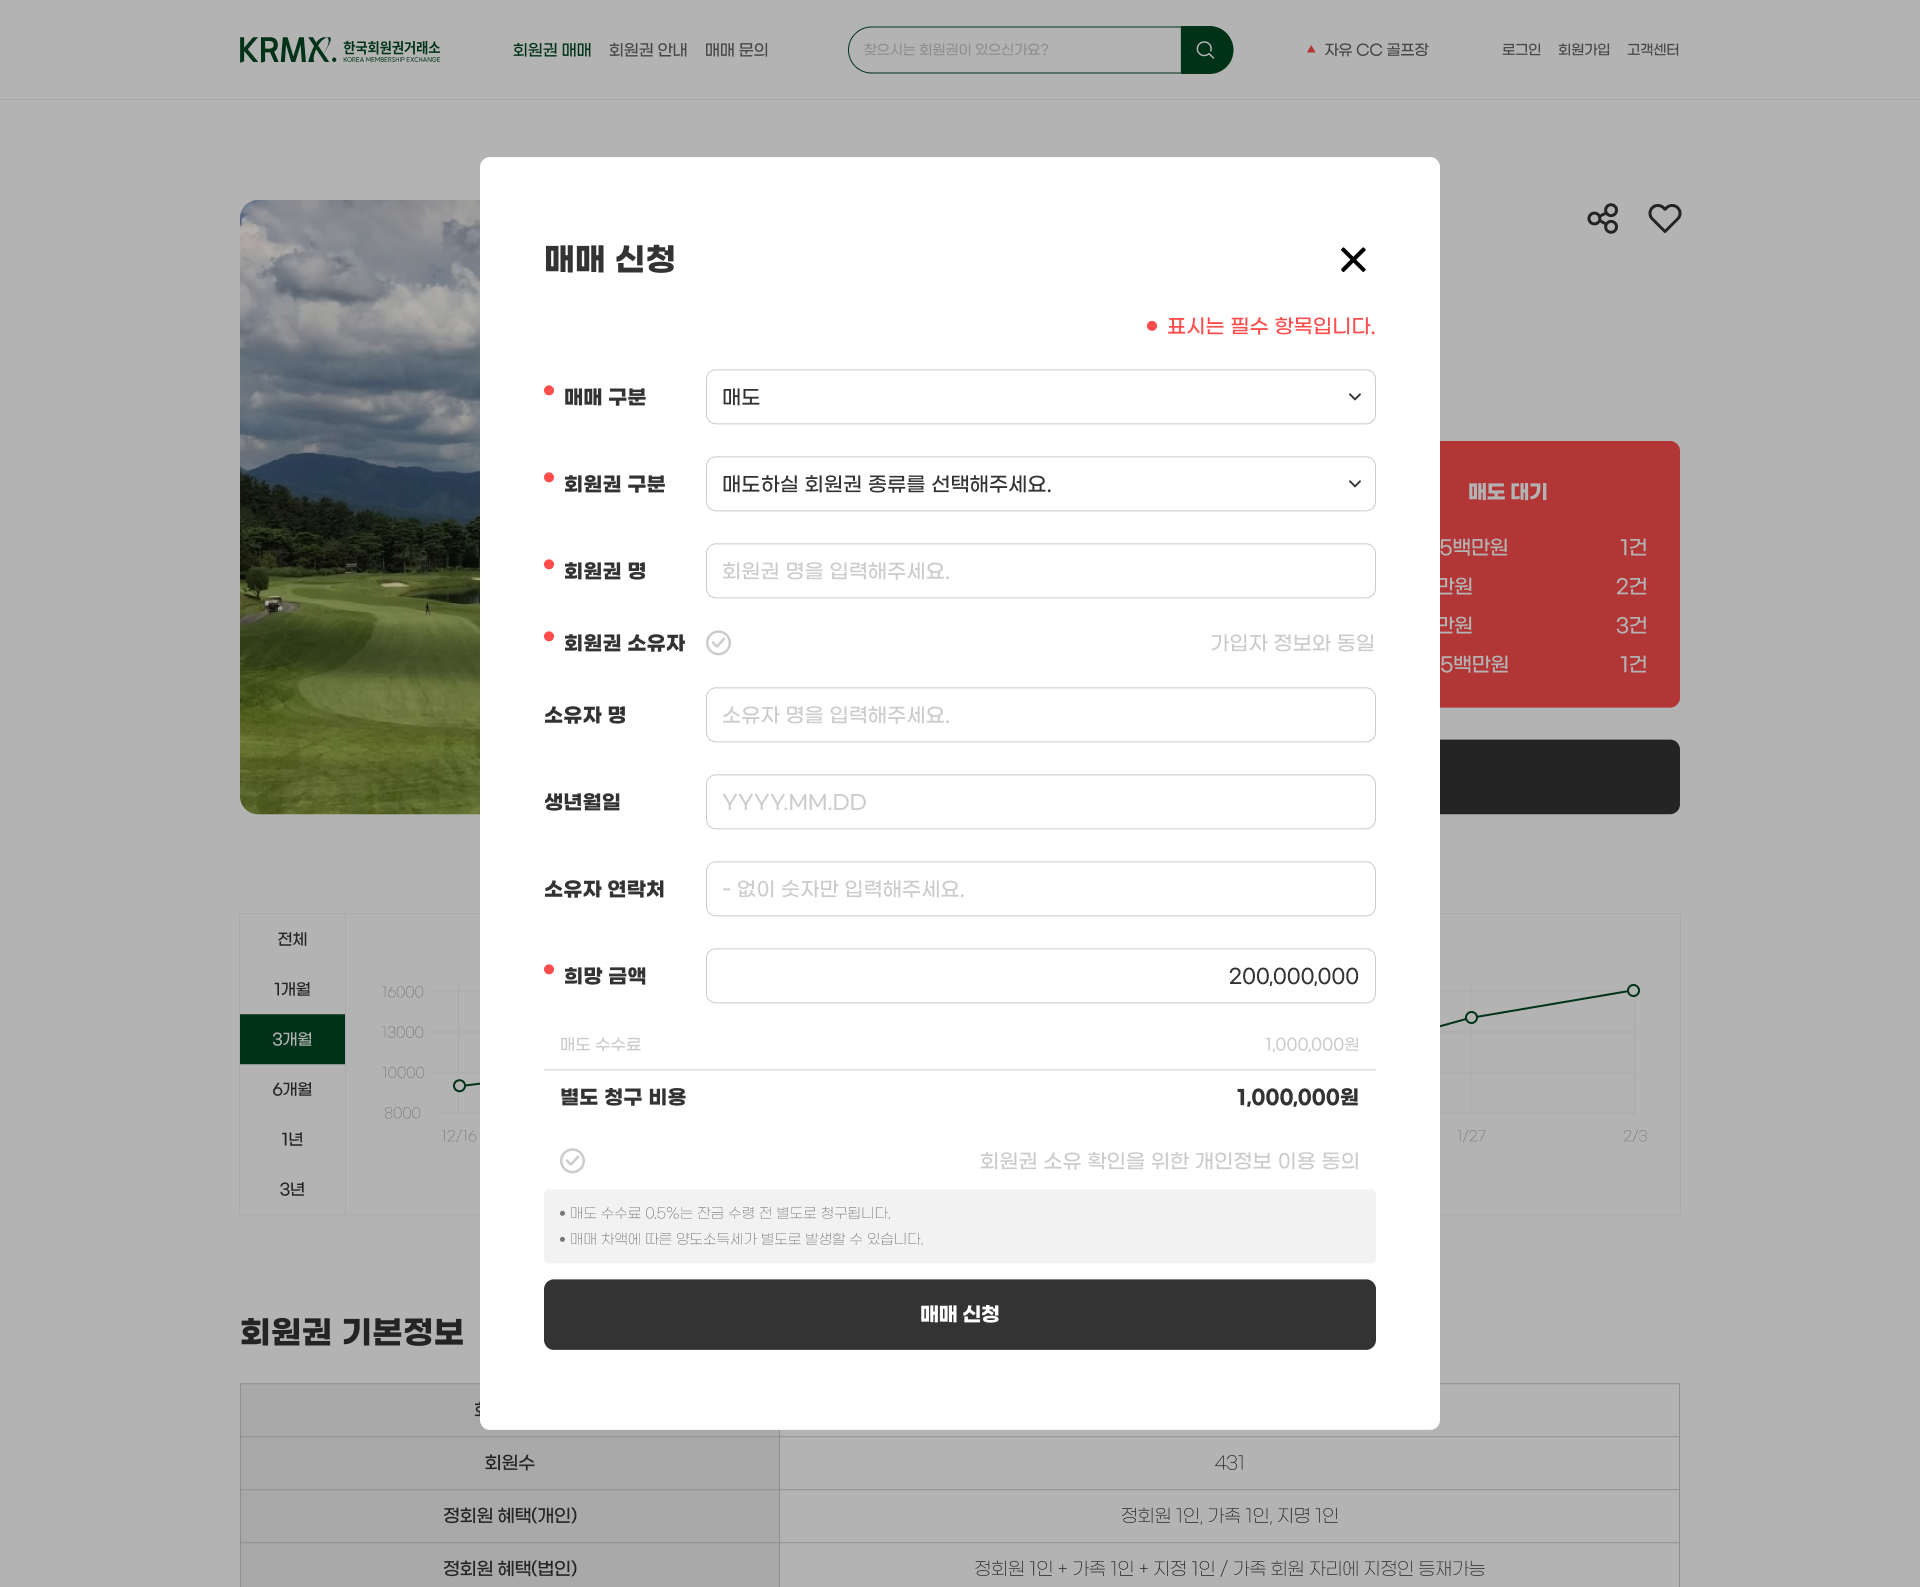 KRMX. 한국회원권거래소
KOREA MEMBERSHIP EXCHANGE
회원권 매매 회원권 안내 매매 문의
찾으시는 회원권이 있으신가요?
자유 CC 골프장
로그인 회원가입 고객센터
매매 신청
표시는 필수 항목입니다.
매매 구분 매도
회원권 구분 매도하실 회원권 종류를 선택해주세요.
회원권 명 회원권 명을 입력해주세요.
회원권 소유자 가입자 정보와 동일
소유자 명 소유자 명을 입력해주세요.
생년월일 YYYY.MM.DD
소유자 연락처 - 없이 숫자만 입력해주세요.
희망 금액 200,000,000
매도 수수료 1,000,000원
별도 청구 비용 1,000,000원
회원권 소유 확인을 위한 개인정보 이용 동의
• 매도 수수료 0.5%는 잔금 수령 전 별도로 청구됩니다.
• 매매 차액에 따른 양도소득세가 별도로 발생할 수 있습니다.
매매 신청
매도 대기
5백만원 1건
만원 2건
만원 3건
5백만원 1건
전체
1개월
3개월
6개월
1년
3년
16000
13000
10000
8000
12/16
1/27
2/3
회원권 기본정보
회원수 431
정회원 혜택(개인) 정회원 1인, 가족 1인, 지명 1인
정회원 혜택(법인) 정회원 1인 + 가족 1인 + 지정 1인 / 가족 회원 자리에 지정인 등재가능